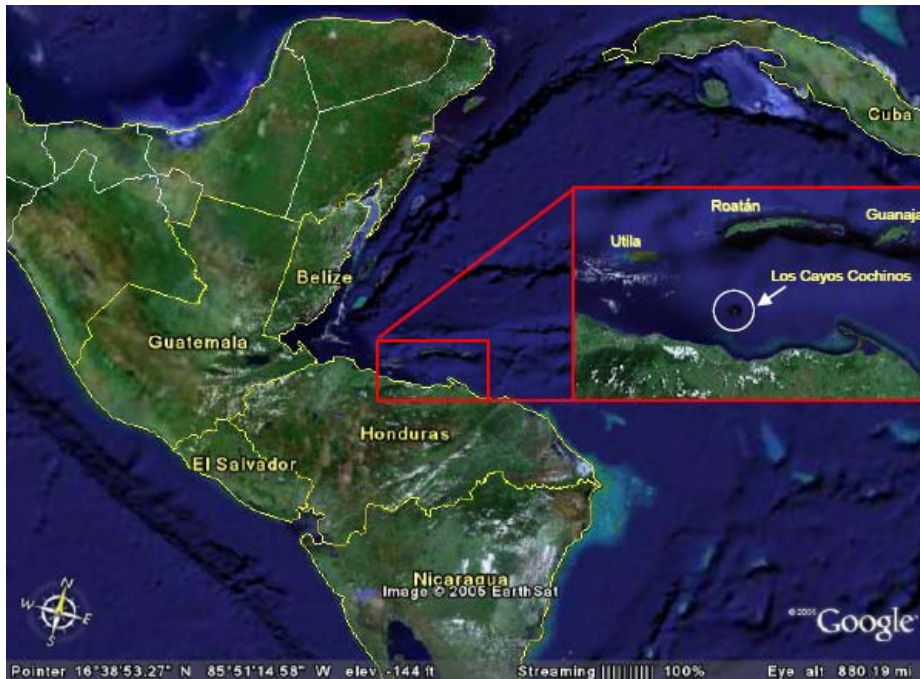 Cuba
Roatán
Guanaja
Utila
Los Cayos Cochinos
Belize
Guatemala
Honduras
El Salvador
Nicaragua
Image © 2005 EarthSat
N
W
E
S
© 2005
Google
Pointer 16°38'53.27" N 85°51'14.58" W elev -144 ft Streaming |||||||||| 100% Eye alt 880.19 mi